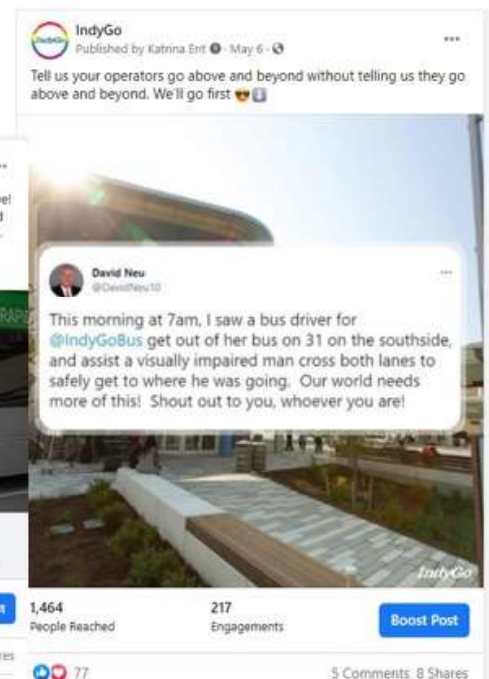 IndyGo
Published by Katrina Erit · May 6 ·
Tell us your operators go above and beyond without telling us they go
above and beyond. We'll go first 😎⬇️
David Neu
@DavidNeu10
This morning at 7am, I saw a bus driver for
@IndyGoBus get out of her bus on 31 on the southside,
and assist a visually impaired man cross both lanes to
safely get to where he was going. Our world needs
more of this! Shout out to you, whoever you are!
RAPI
IndyGo
1,464
People Reached
217
Engagements
Boost Post
77
5 Comments 8 Shares